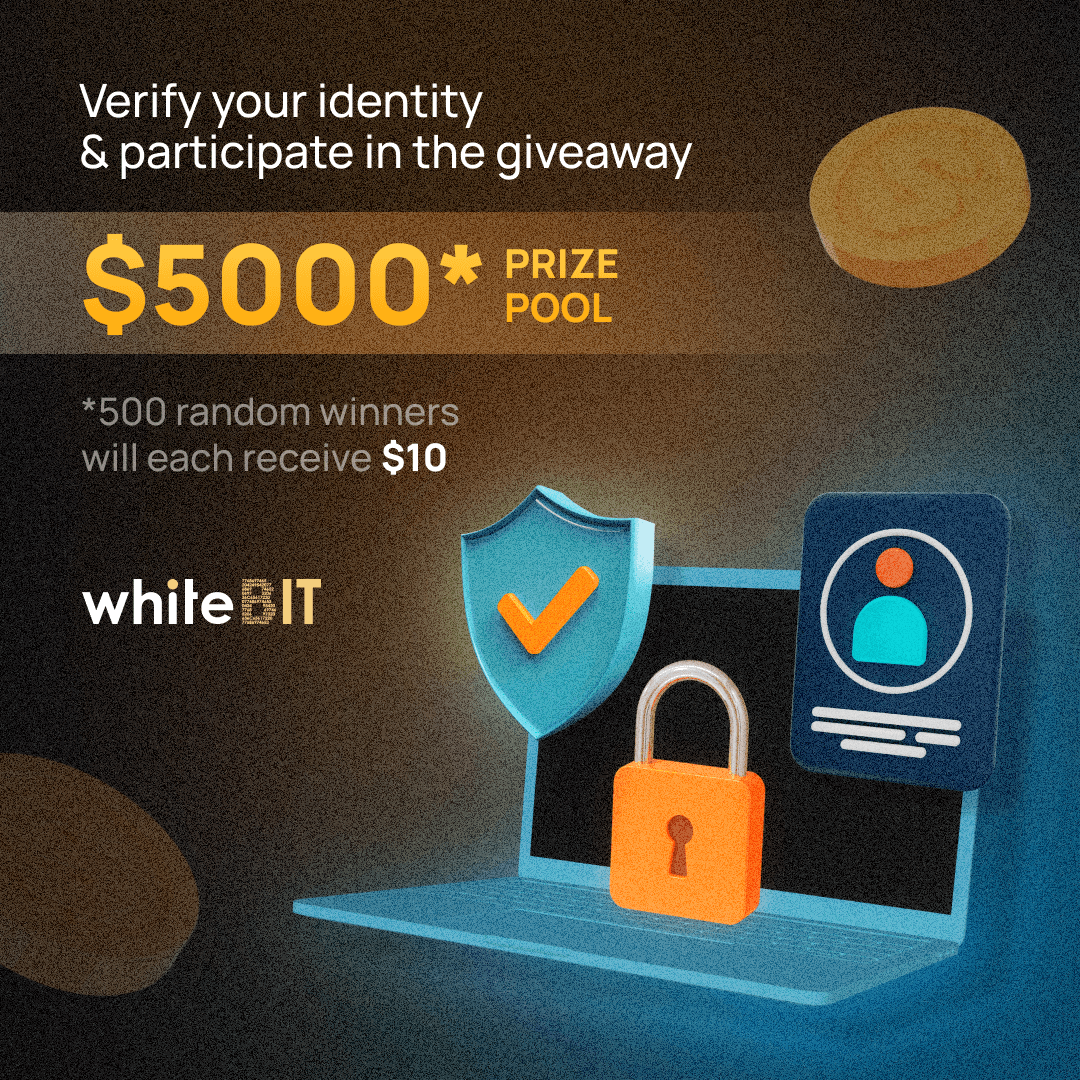 Verify your identity
& participate in the giveaway
$5000* PRIZE
POOL
*500 random winners
will each receive $10
whiteBIT